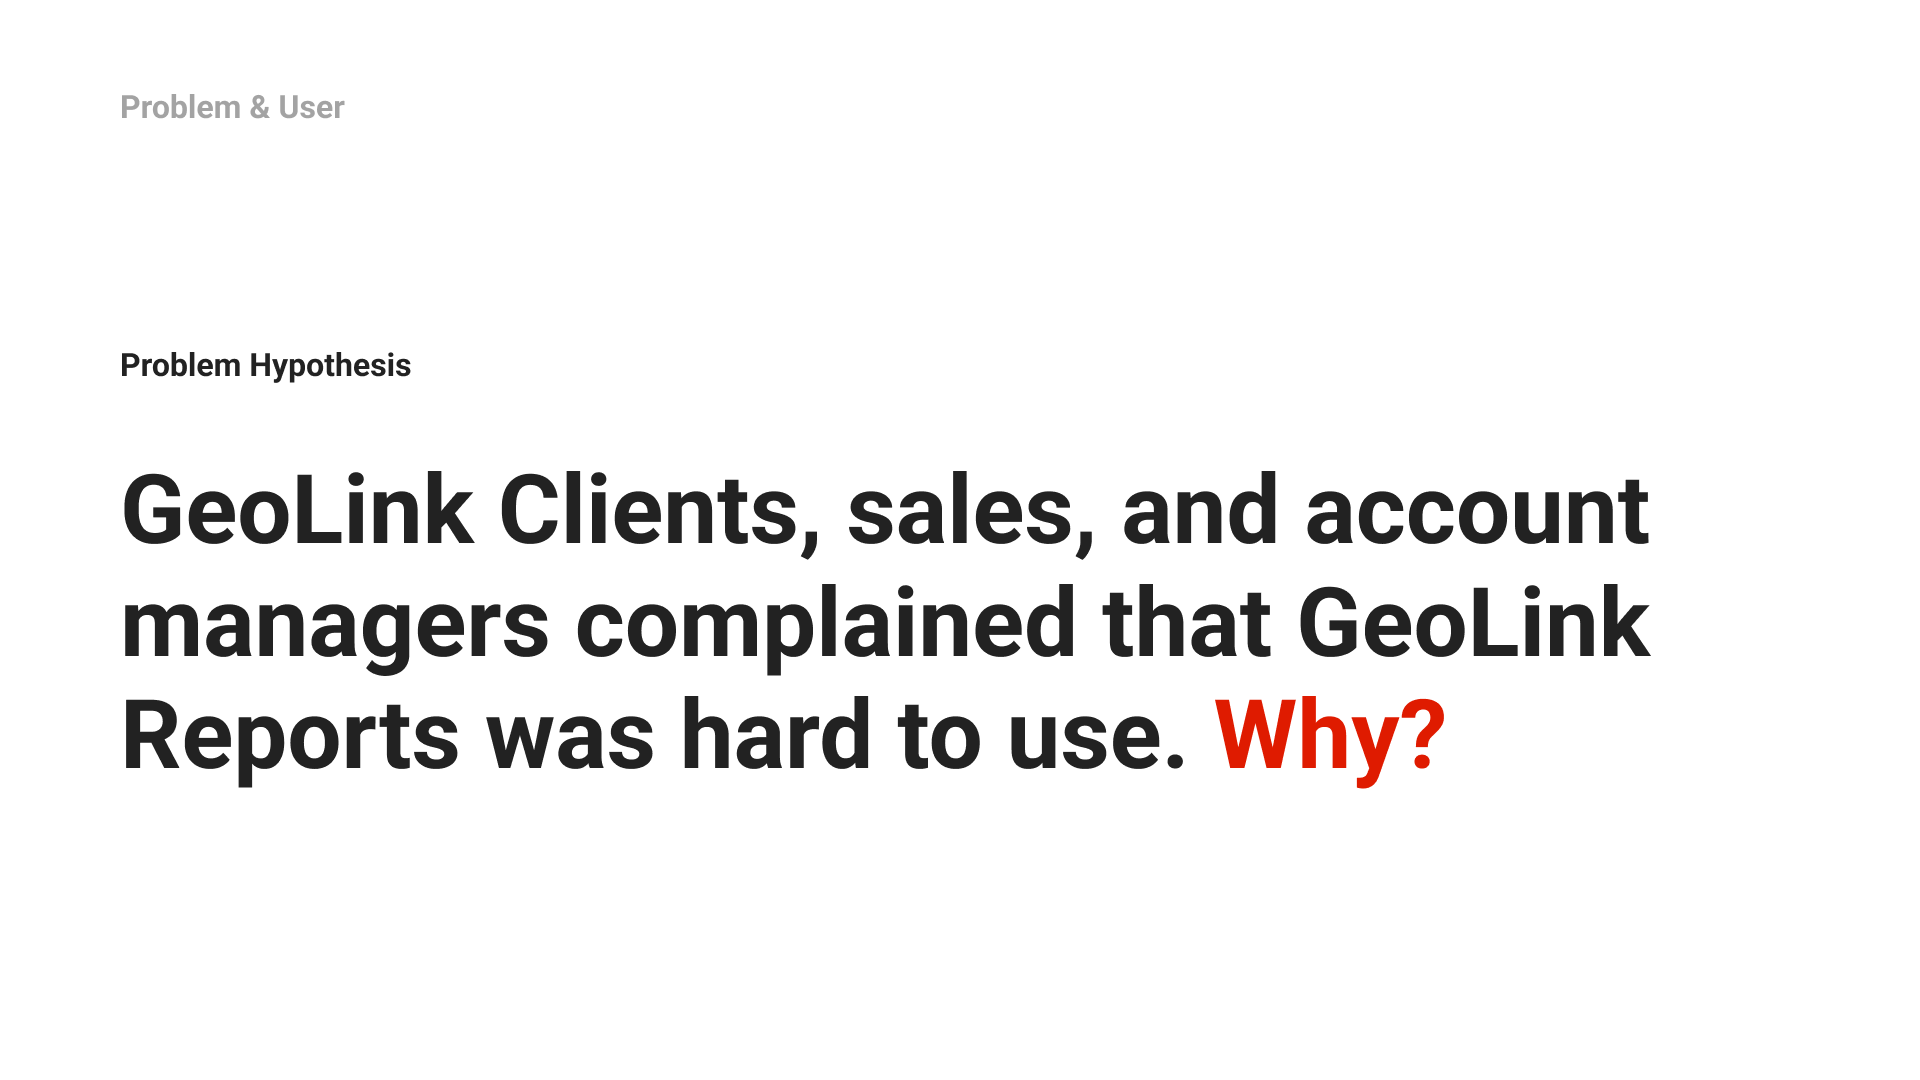 Problem & User
Problem Hypothesis
GeoLink Clients, sales, and account
managers complained that GeoLink
Reports was hard to use. Why?